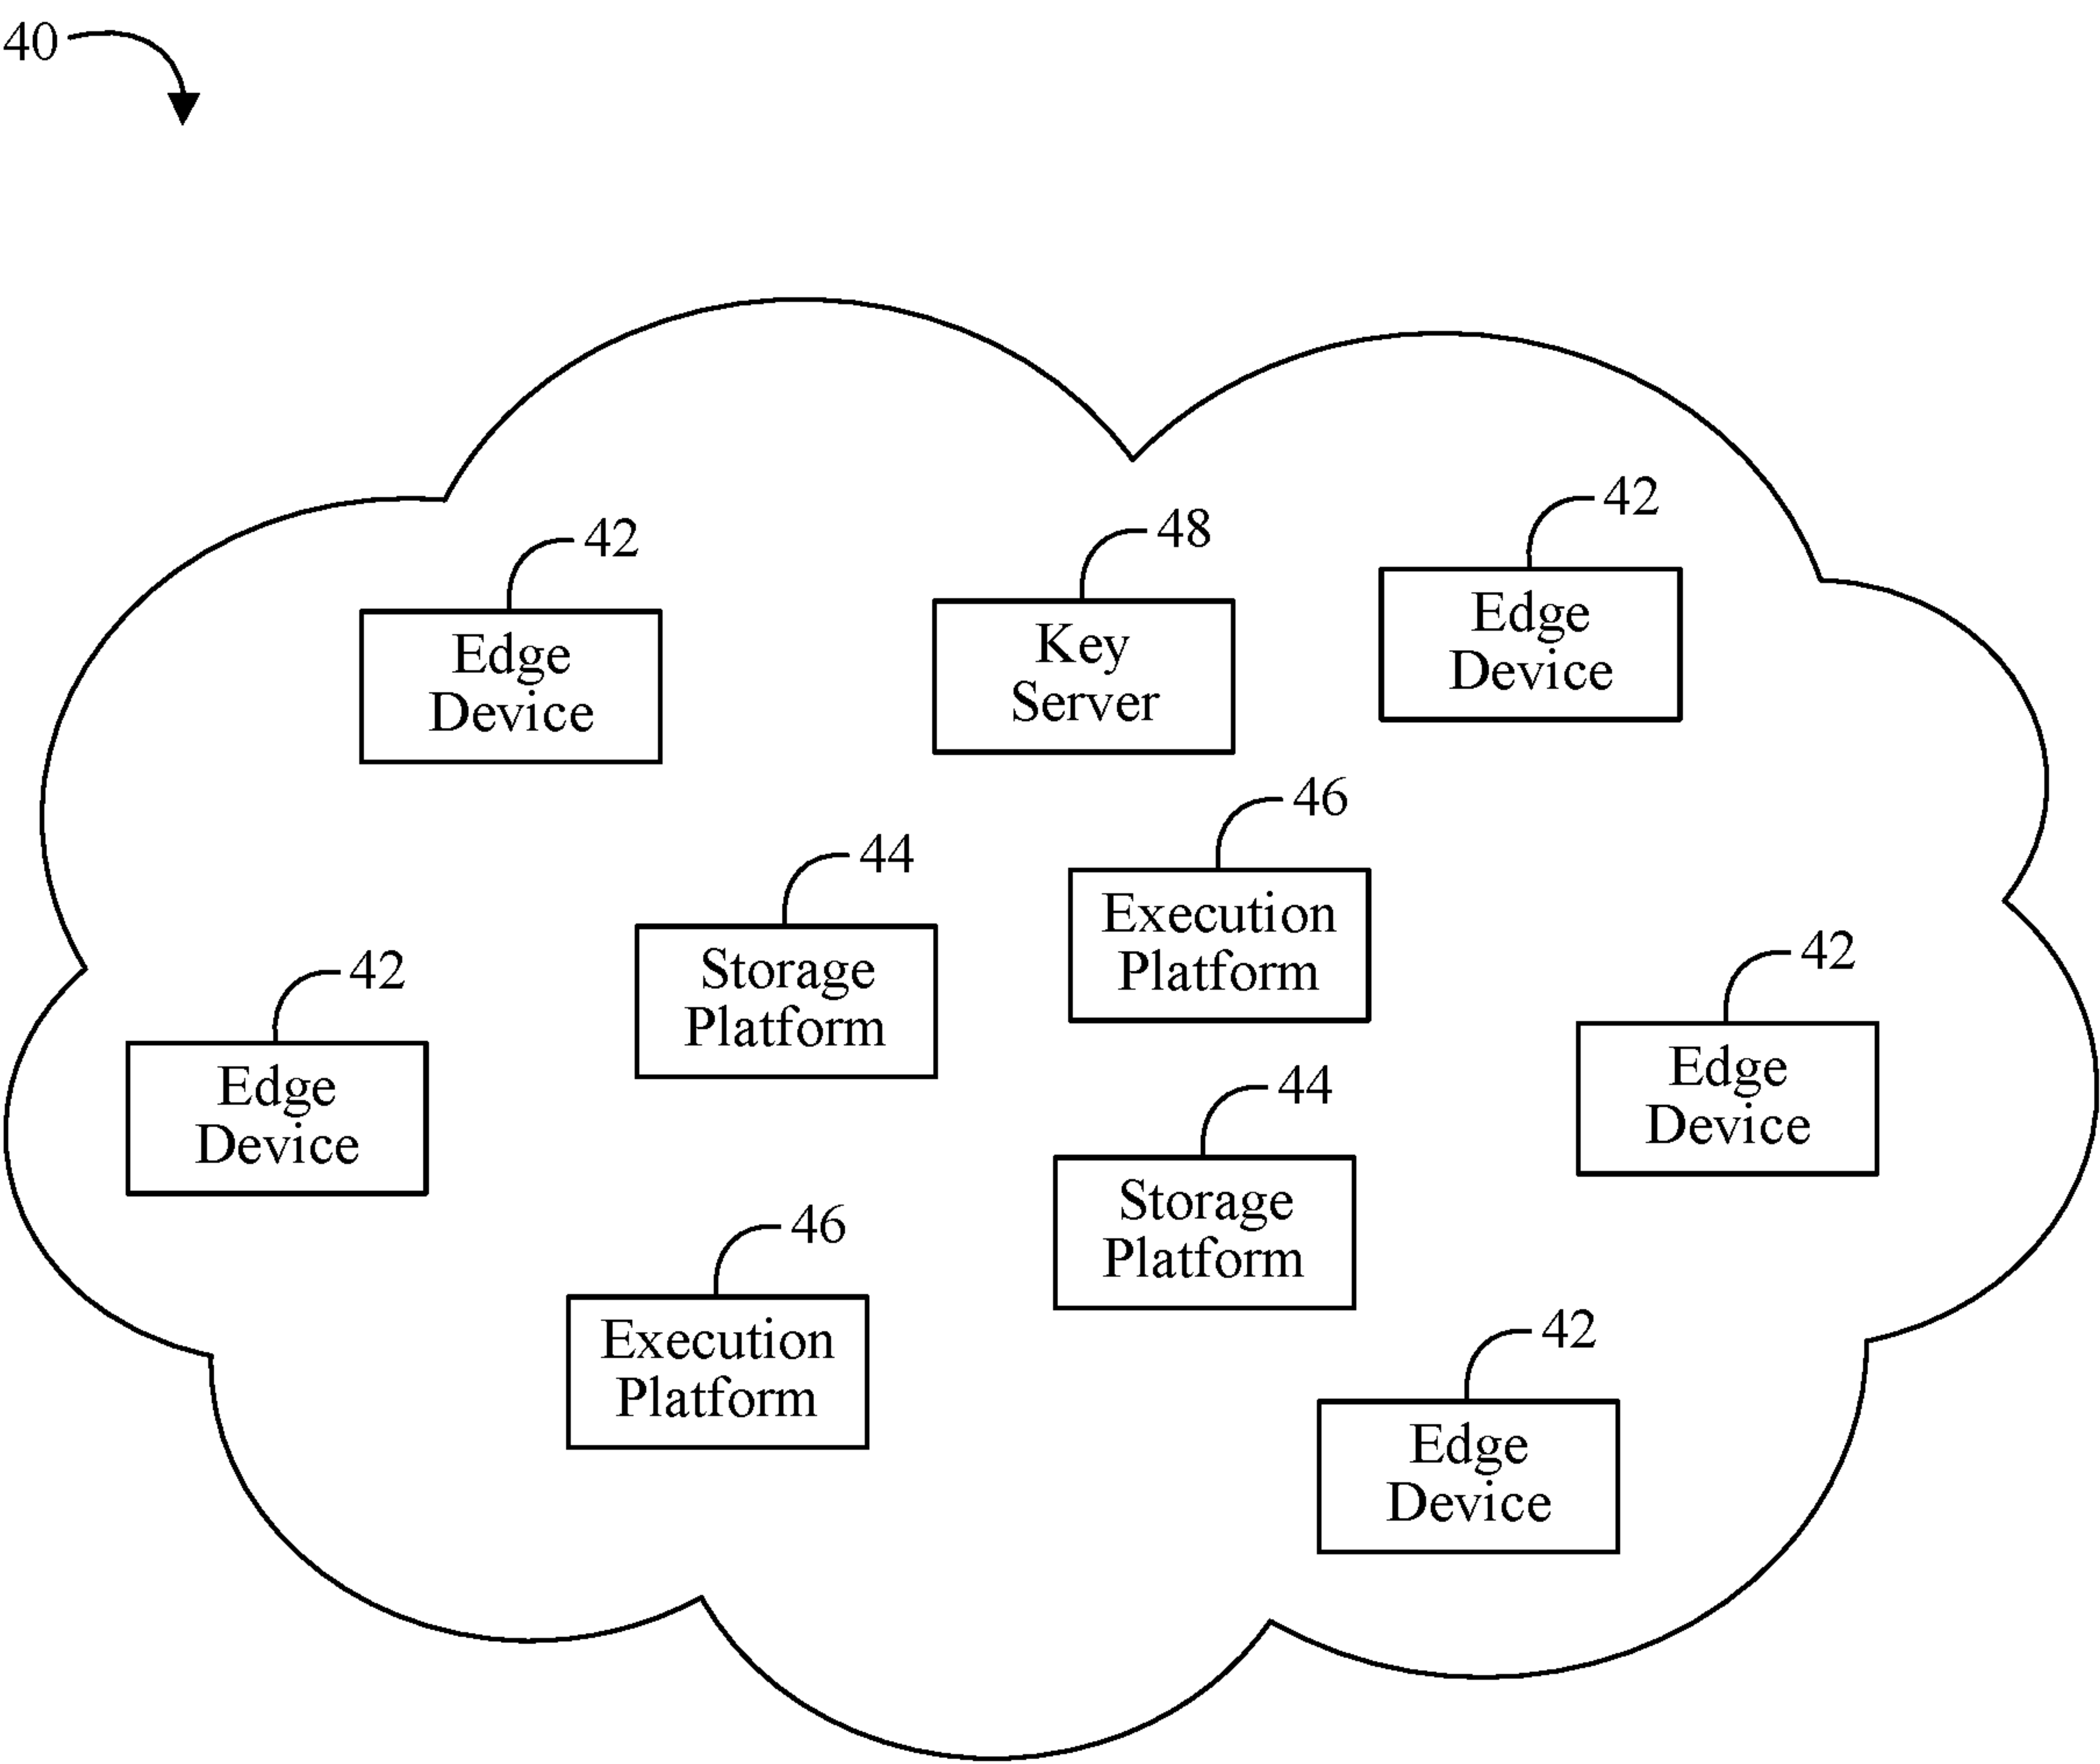 40
42
Edge
Device
48
Key
Server
42
Edge
Device
46
Execution
Platform
44
Storage
Platform
42
Edge
Device
42
Edge
Device
44
Storage
Platform
46
Execution
Platform
42
Edge
Device